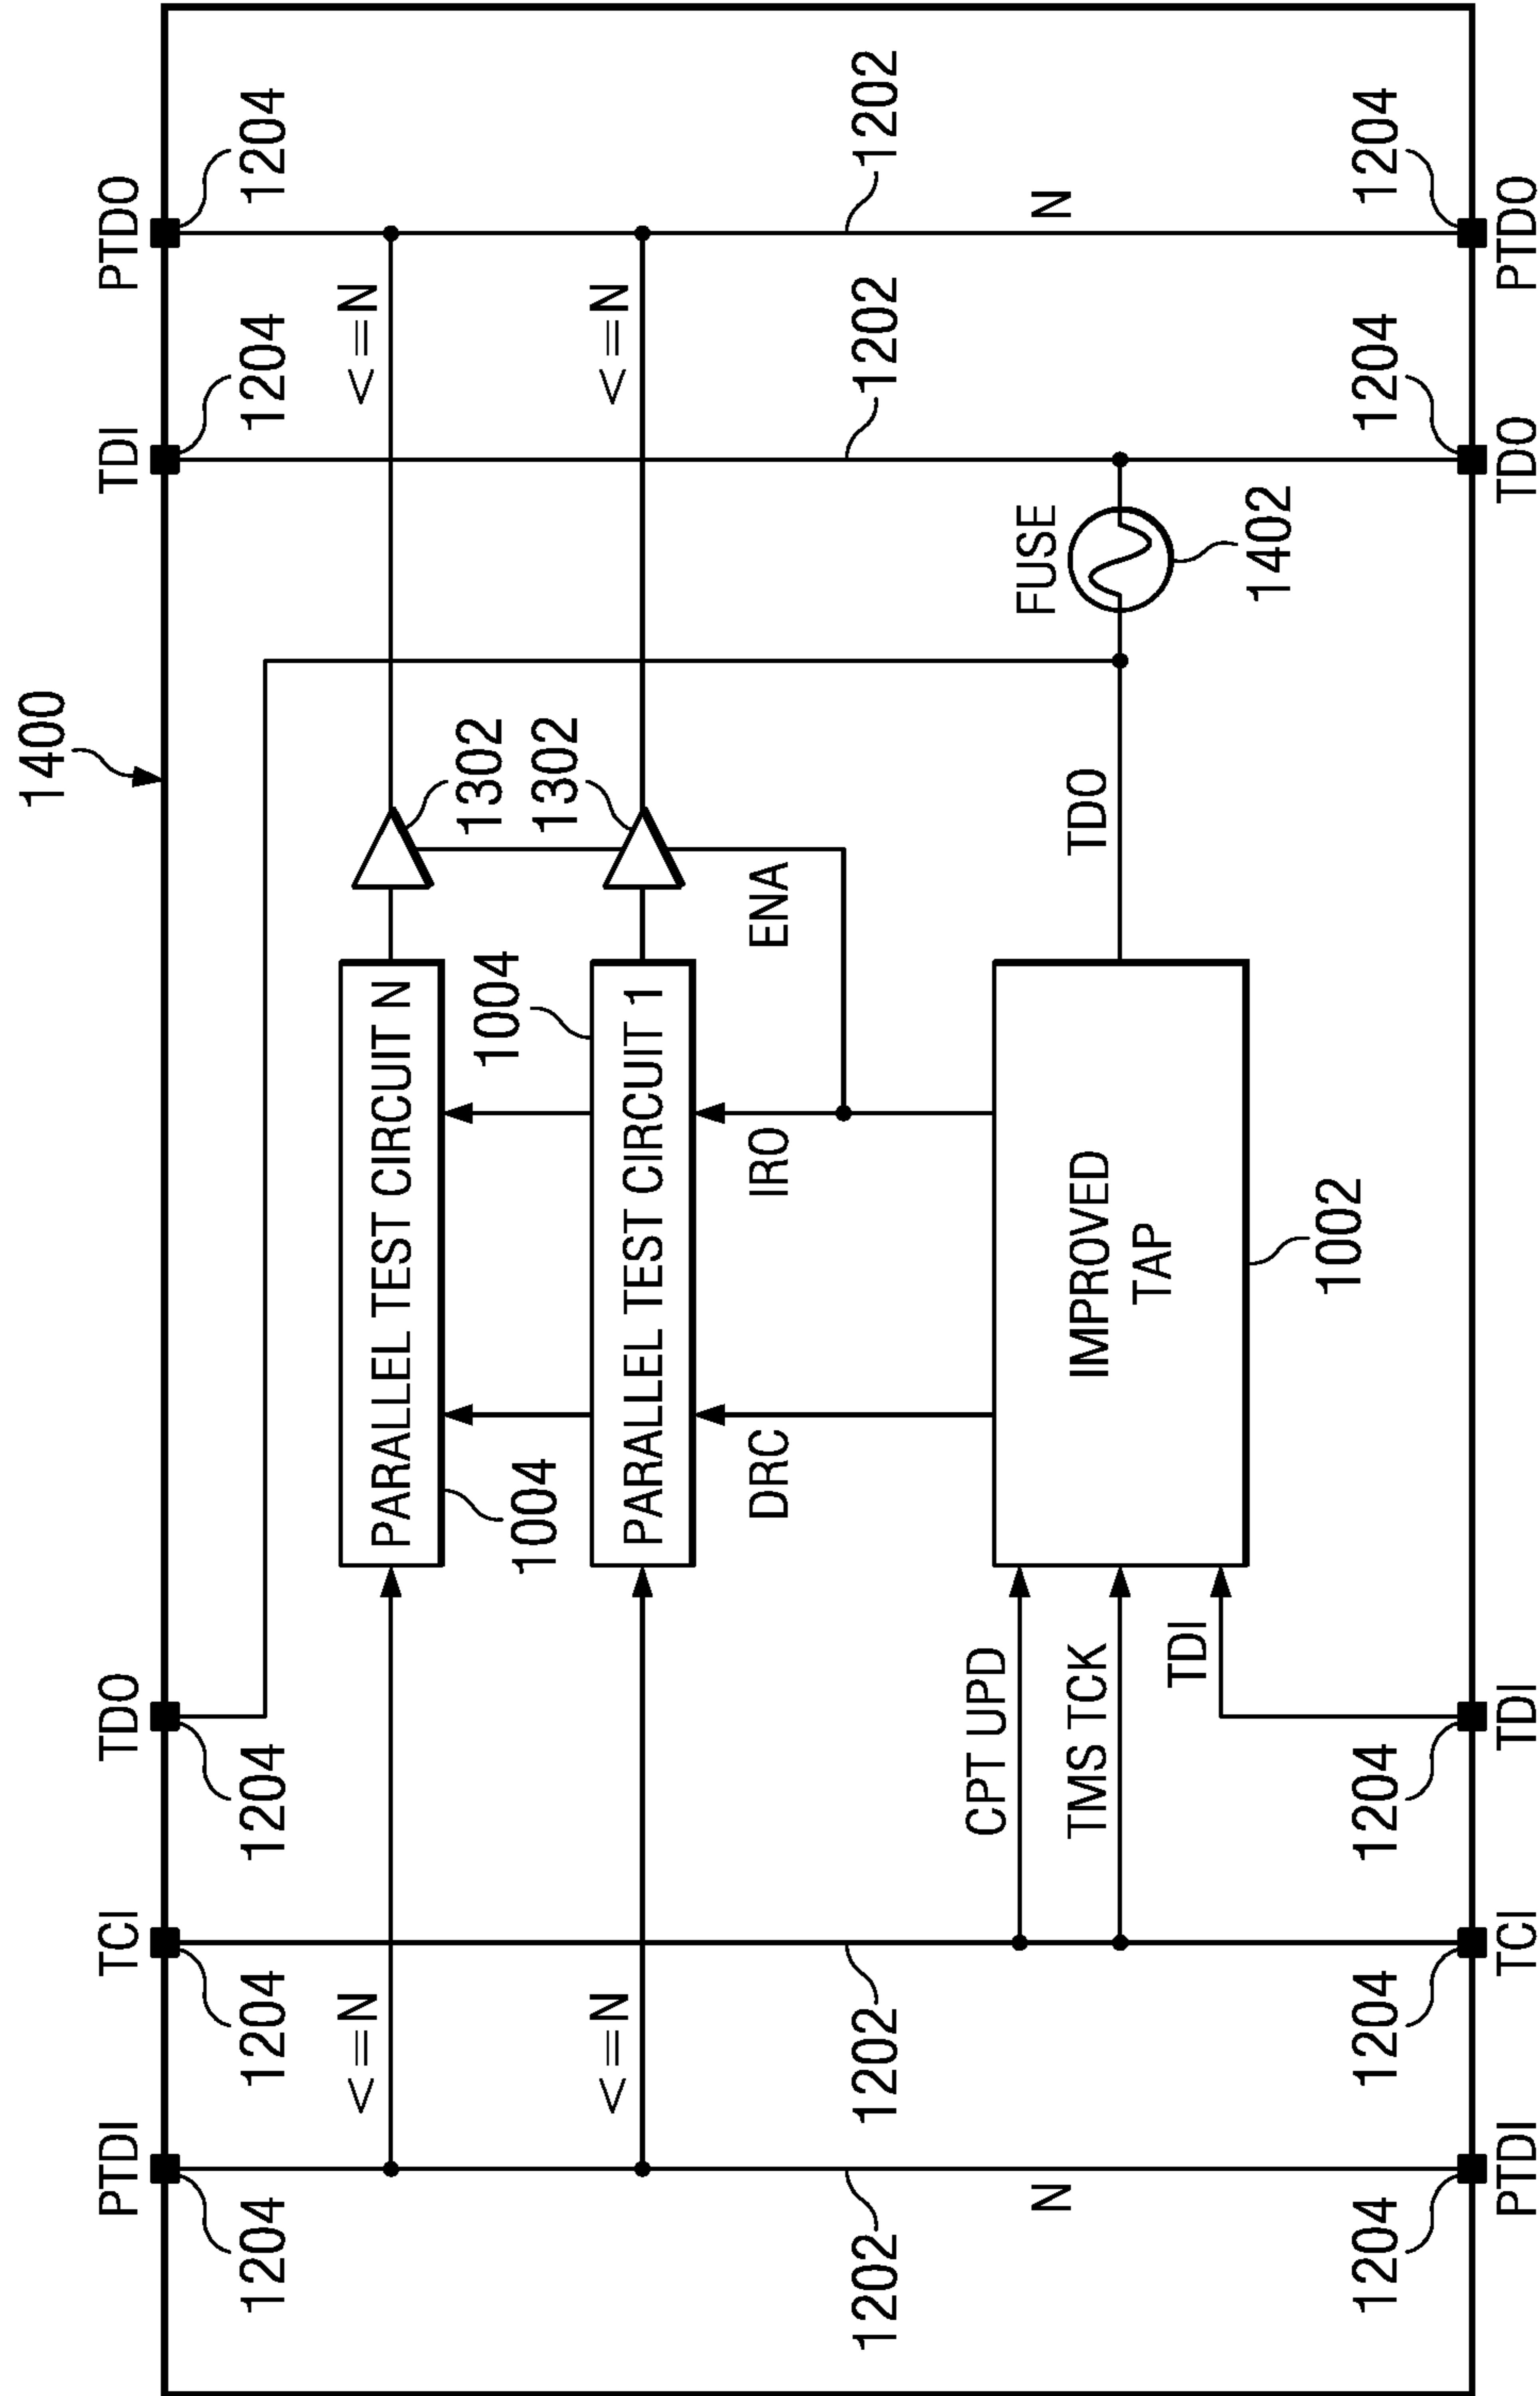 1400
PTDI
TCI
TDO
TDI
PTDO
1204
1204
1204
1204
1204
<=N
<=N
PARALLEL TEST CIRCUIT N
1302
1004
1004
1302
<=N
<=N
PARALLEL TEST CIRCUIT 1
DRC
IRO
ENA
1202
1202
1202
1202
N
N
CPT UPD
TMS TCK
TDI
IMPROVED
TAP
TDO
FUSE
1402
1002
1204
1204
1204
1204
1204
PTDI
TCI
TDI
TDO
PTDO